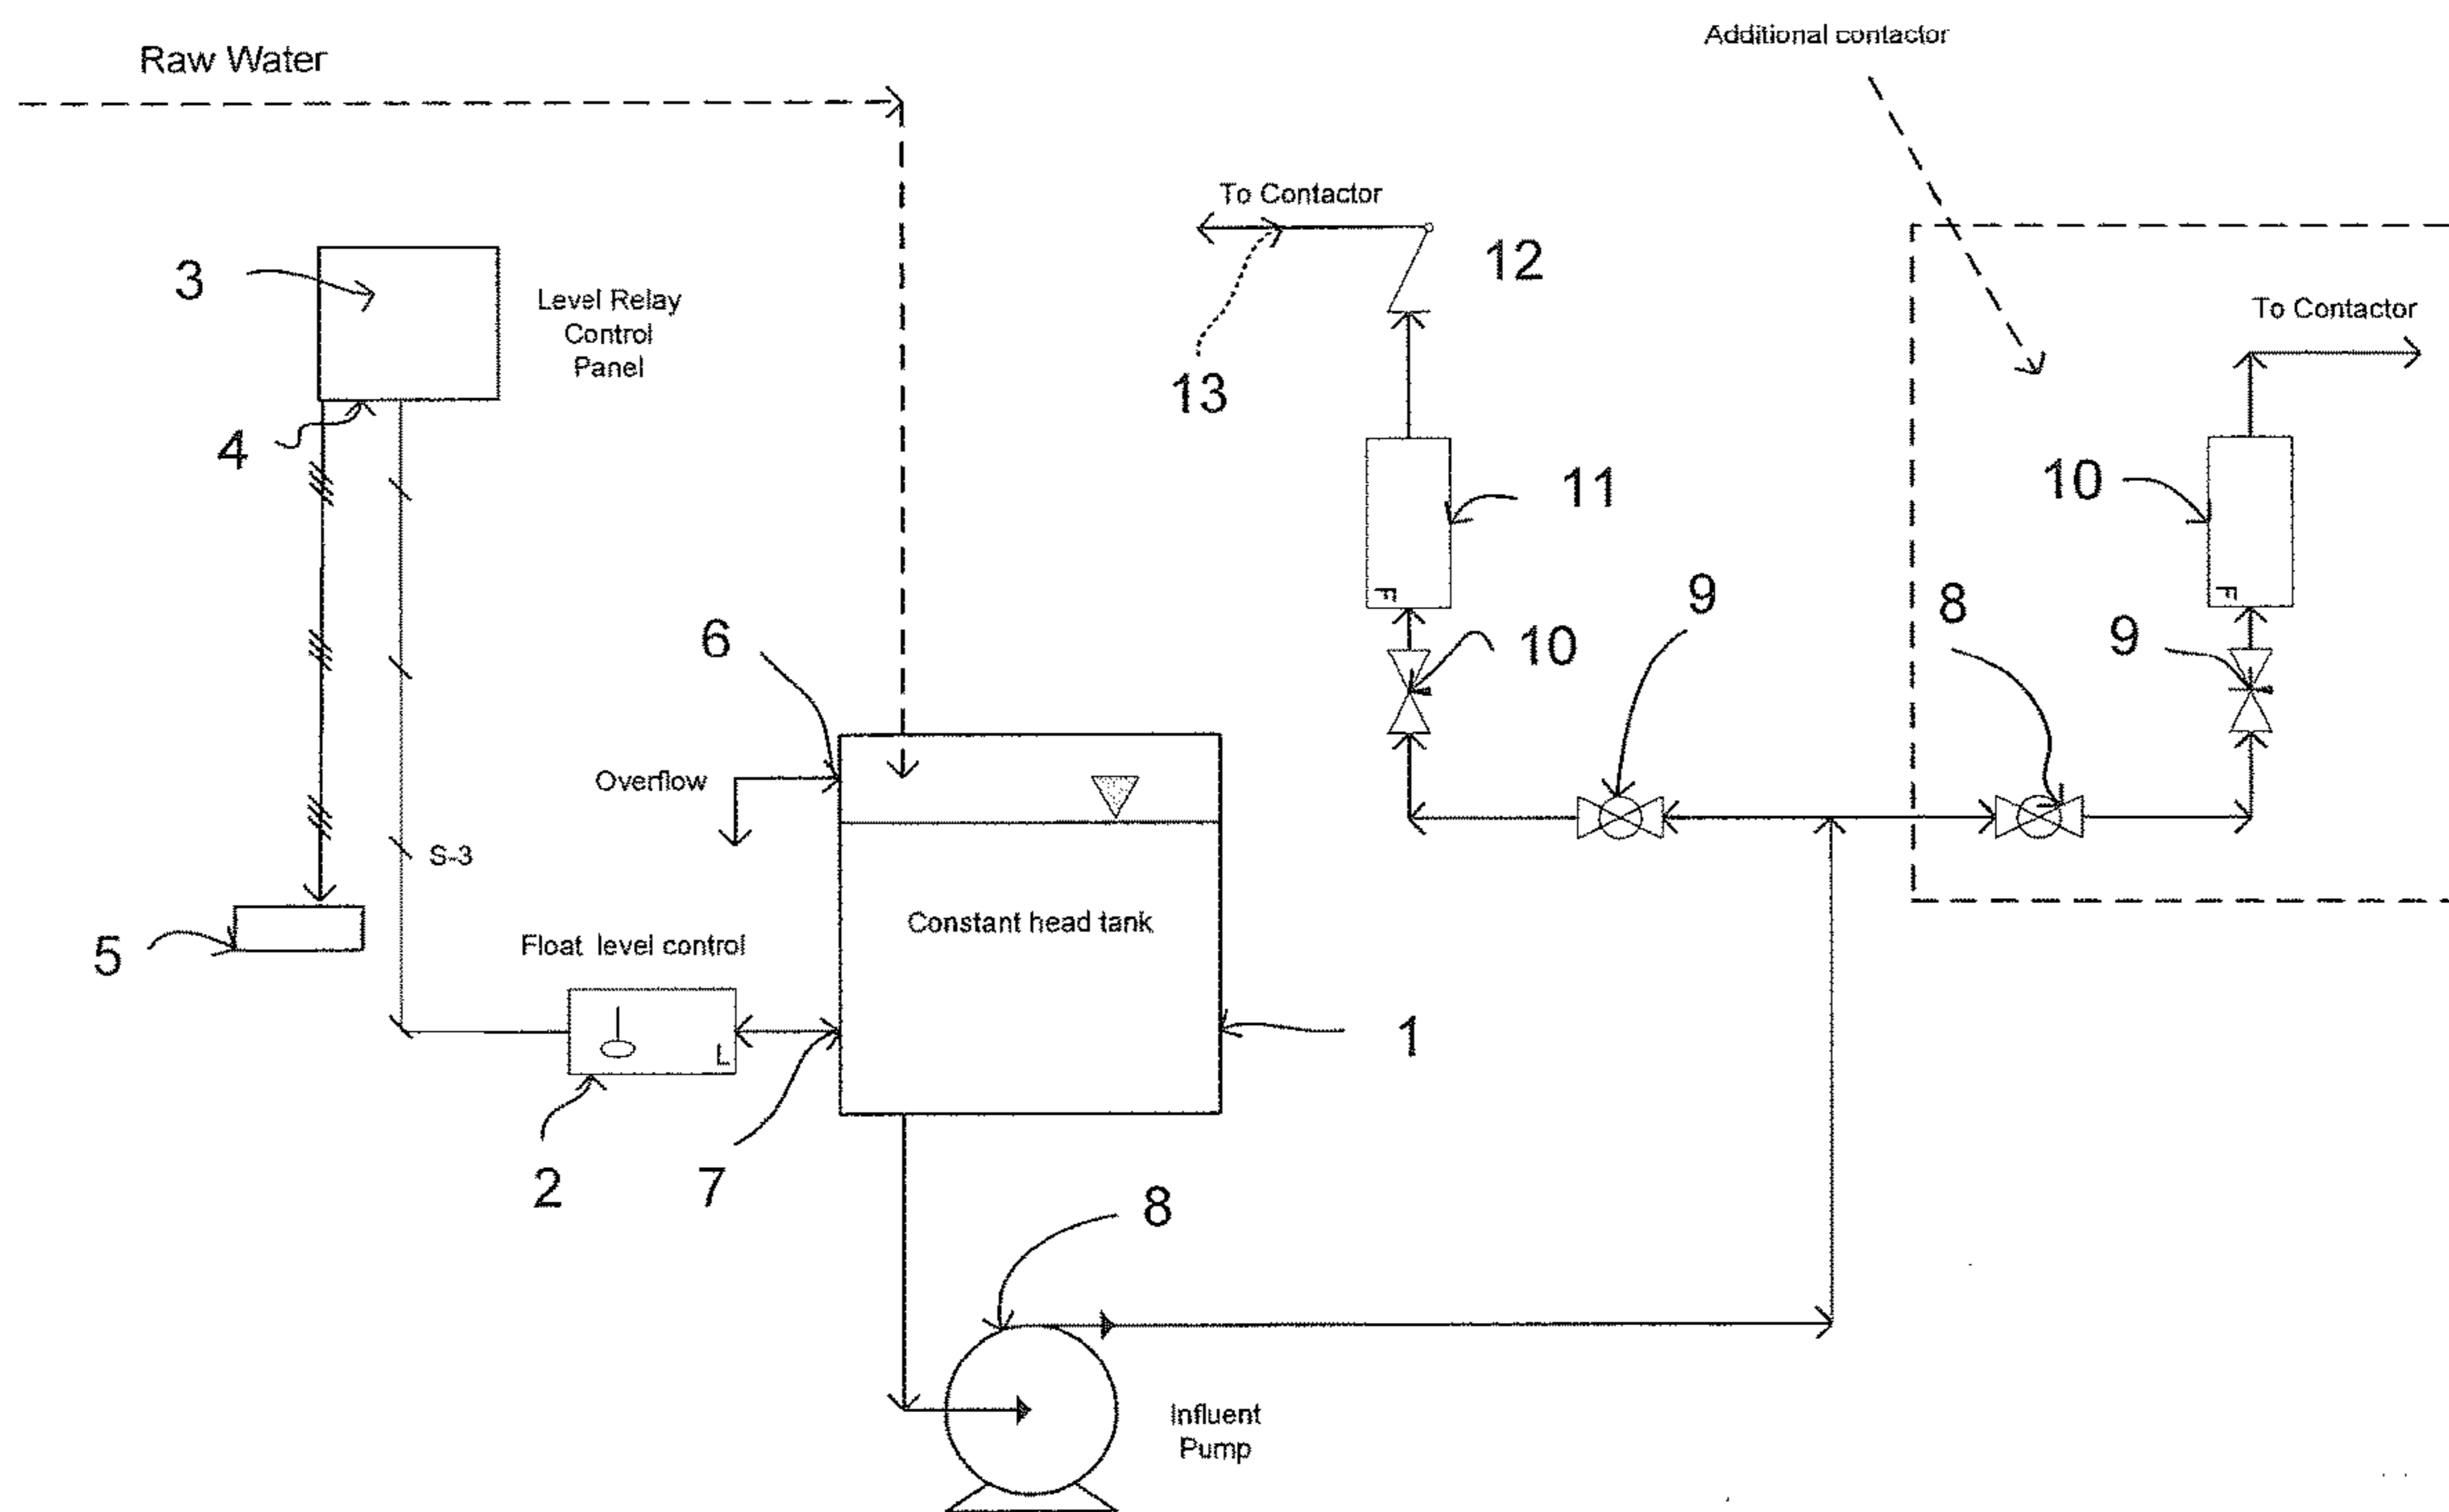 Additional contactor
Raw Water
To Contactor
12
3
Level Relay
Control
Panel
To Contactor
13
4
11
10
9
8
6
10
9
Overflow
S-3
Constant head tank
5
Float level control
L
1
2
7
8
Influent
Pump
F
F